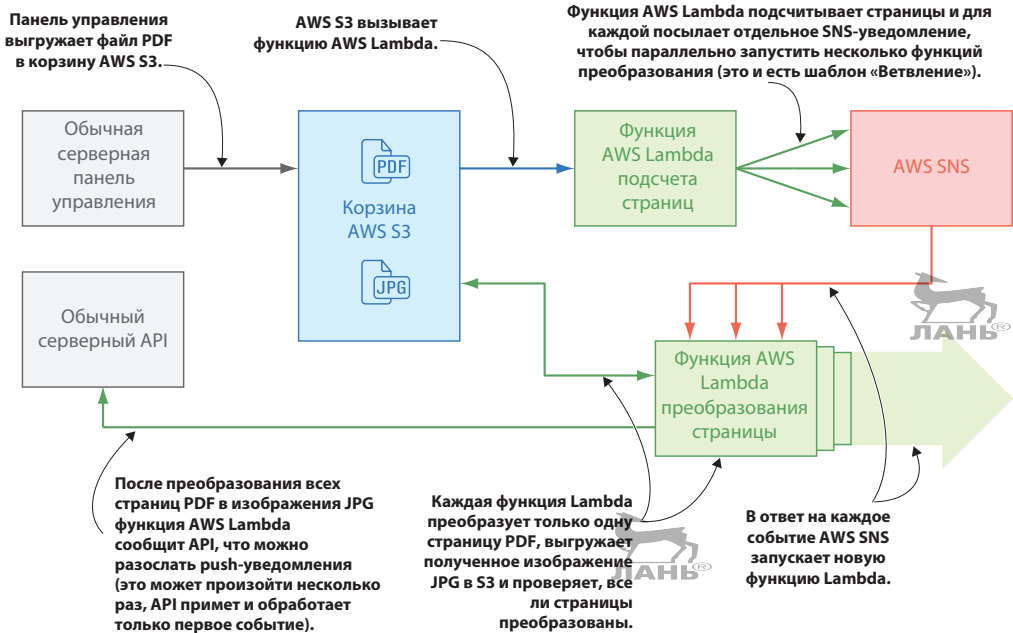 Панель управления
выгружает файл PDF
в корзину AWS S3.
AWS S3 вызывает
функцию AWS Lambda.
Функция AWS Lambda подсчитывает страницы и для
каждой посылает отдельное SNS-уведомление,
чтобы параллельно запустить несколько функций
преобразования (это и есть шаблон «Ветвление»).
Обычная
серверная
панель
управления
PDF
Корзина
AWS S3
JPG
Функция
AWS Lambda
подсчета
страниц
AWS SNS
Обычный
серверный API
Функция AWS
Lambda
преобразования
страницы
ЛАНЬ®
После преобразования всех
страниц PDF в изображения JPG
функция AWS Lambda
сообщит API, что можно
разослать push-уведомления
(это может произойти несколько
раз, API примет и обработает
только первое событие).
Каждая функция Lambda
преобразует только одну
страницу PDF, выгружает
полученное изображение
JPG в S3 и проверяет, все
ли страницы
преобразованы.
ЛАНЬ®
В ответ на каждое
событие AWS SNS
запускает новую
функцию Lambda.